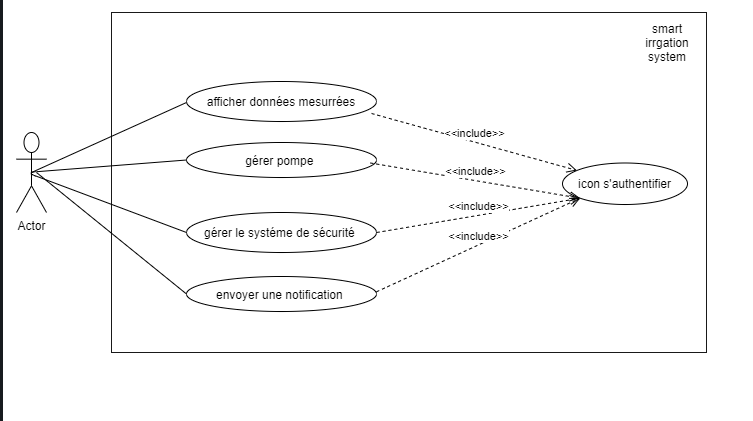 smart
irrgation
system
afficher données mesurrées
<<include>>
gérer pompe
<<include>>
icon s'authentifier
<<include>>
Actor
gérer le systéme de sécurité
<<include>>
envoyer une notification